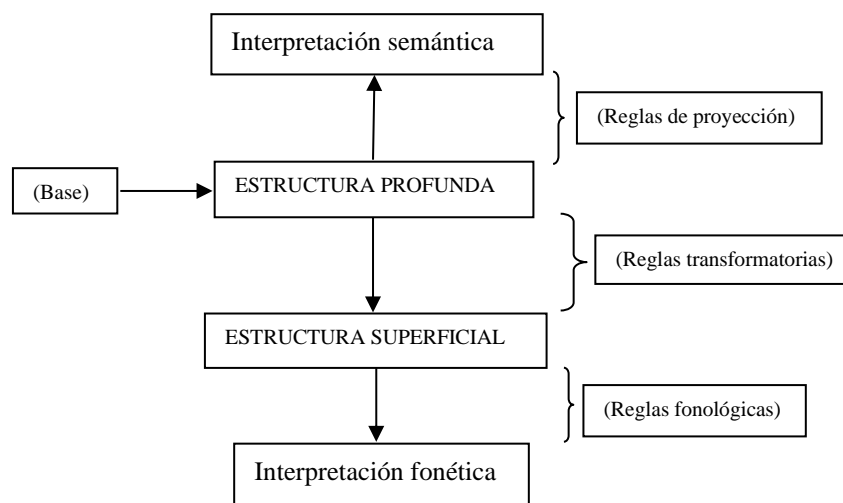 Interpretación semántica
(Reglas de proyección)
(Base)
ESTRUCTURA PROFUNDA
(Reglas transformatorias)
ESTRUCTURA SUPERFICIAL
(Reglas fonológicas)
Interpretación fonética